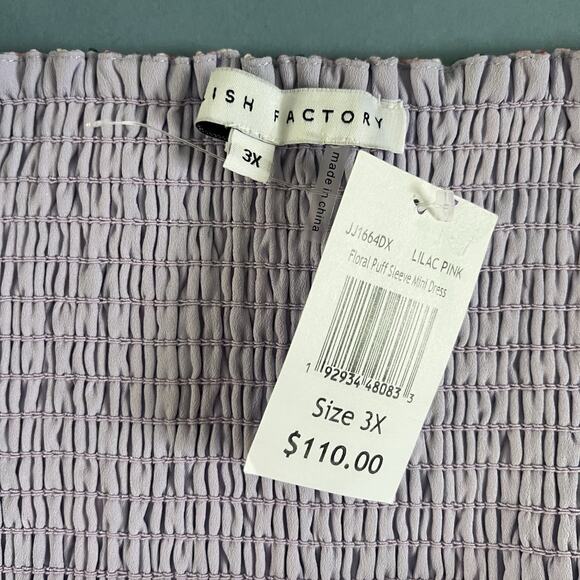 LISH FACTORY
3X
made in china
JJ1664DX LILAC PINK
Floral Puff Sleeve Mini Dress
1 92934 48083 3
Size 3X
$110.00